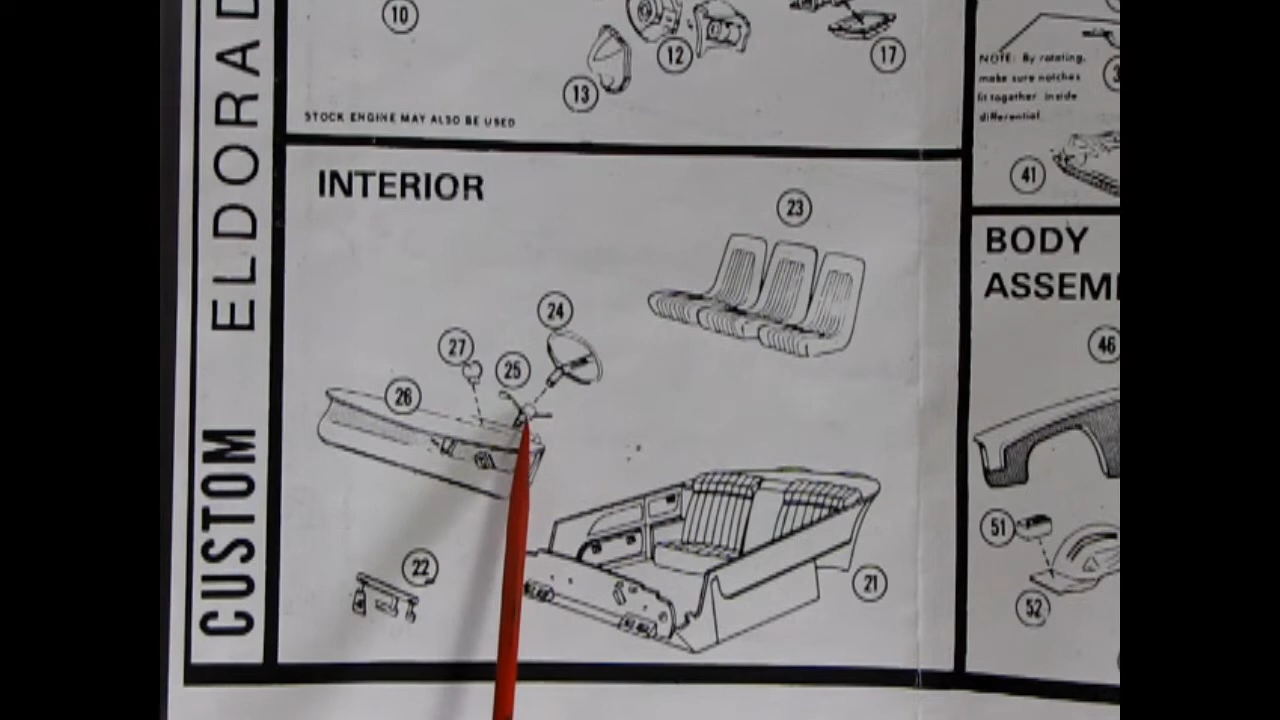 CUSTOM ELDORAD
10
12
13
17
STOCK ENGINE MAY ALSO BE USED
NOTE: By rotating,
make sure notches
fit together inside
differential
3
41
INTERIOR
23
24
27
25
26
22
21
BODY
ASSEM
46
51
52